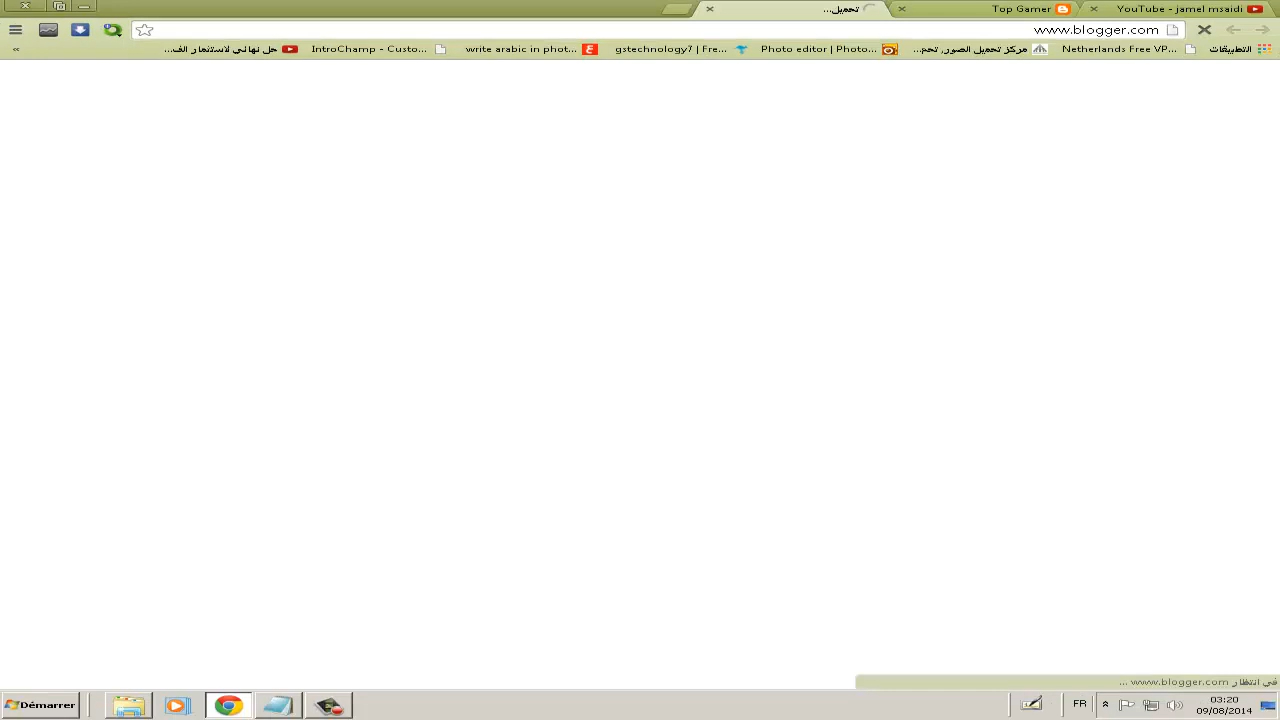 YouTube - jamel msaidi
Top Gamer
تحميل...
www.blogger.com
التطبيقات
Netherlands Free VP...
مركز تحميل الصور, تحم...
Photo editor | Photo...
gstechnology7 | Fre...
write arabic in phot...
IntroChamp - Custo...
حل نهائي لاستثمار الف...
في انتظار www.blogger.com ...
Démarrer
FR
03:20
09/08/2014